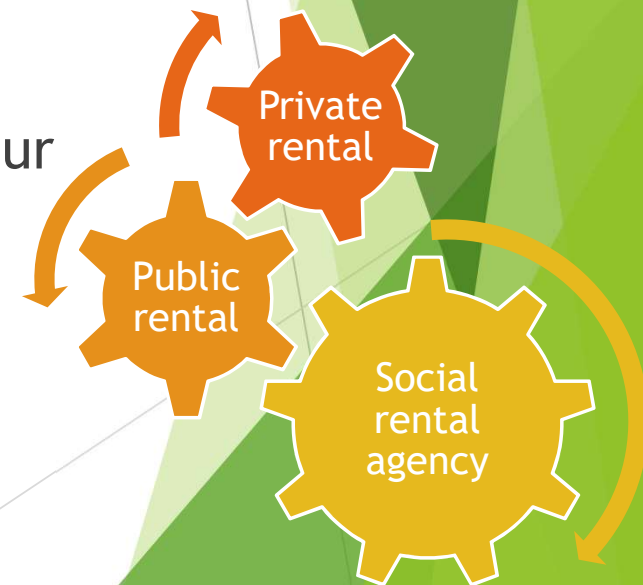 ur
Private
rental
Public
rental
Social
rental
agency